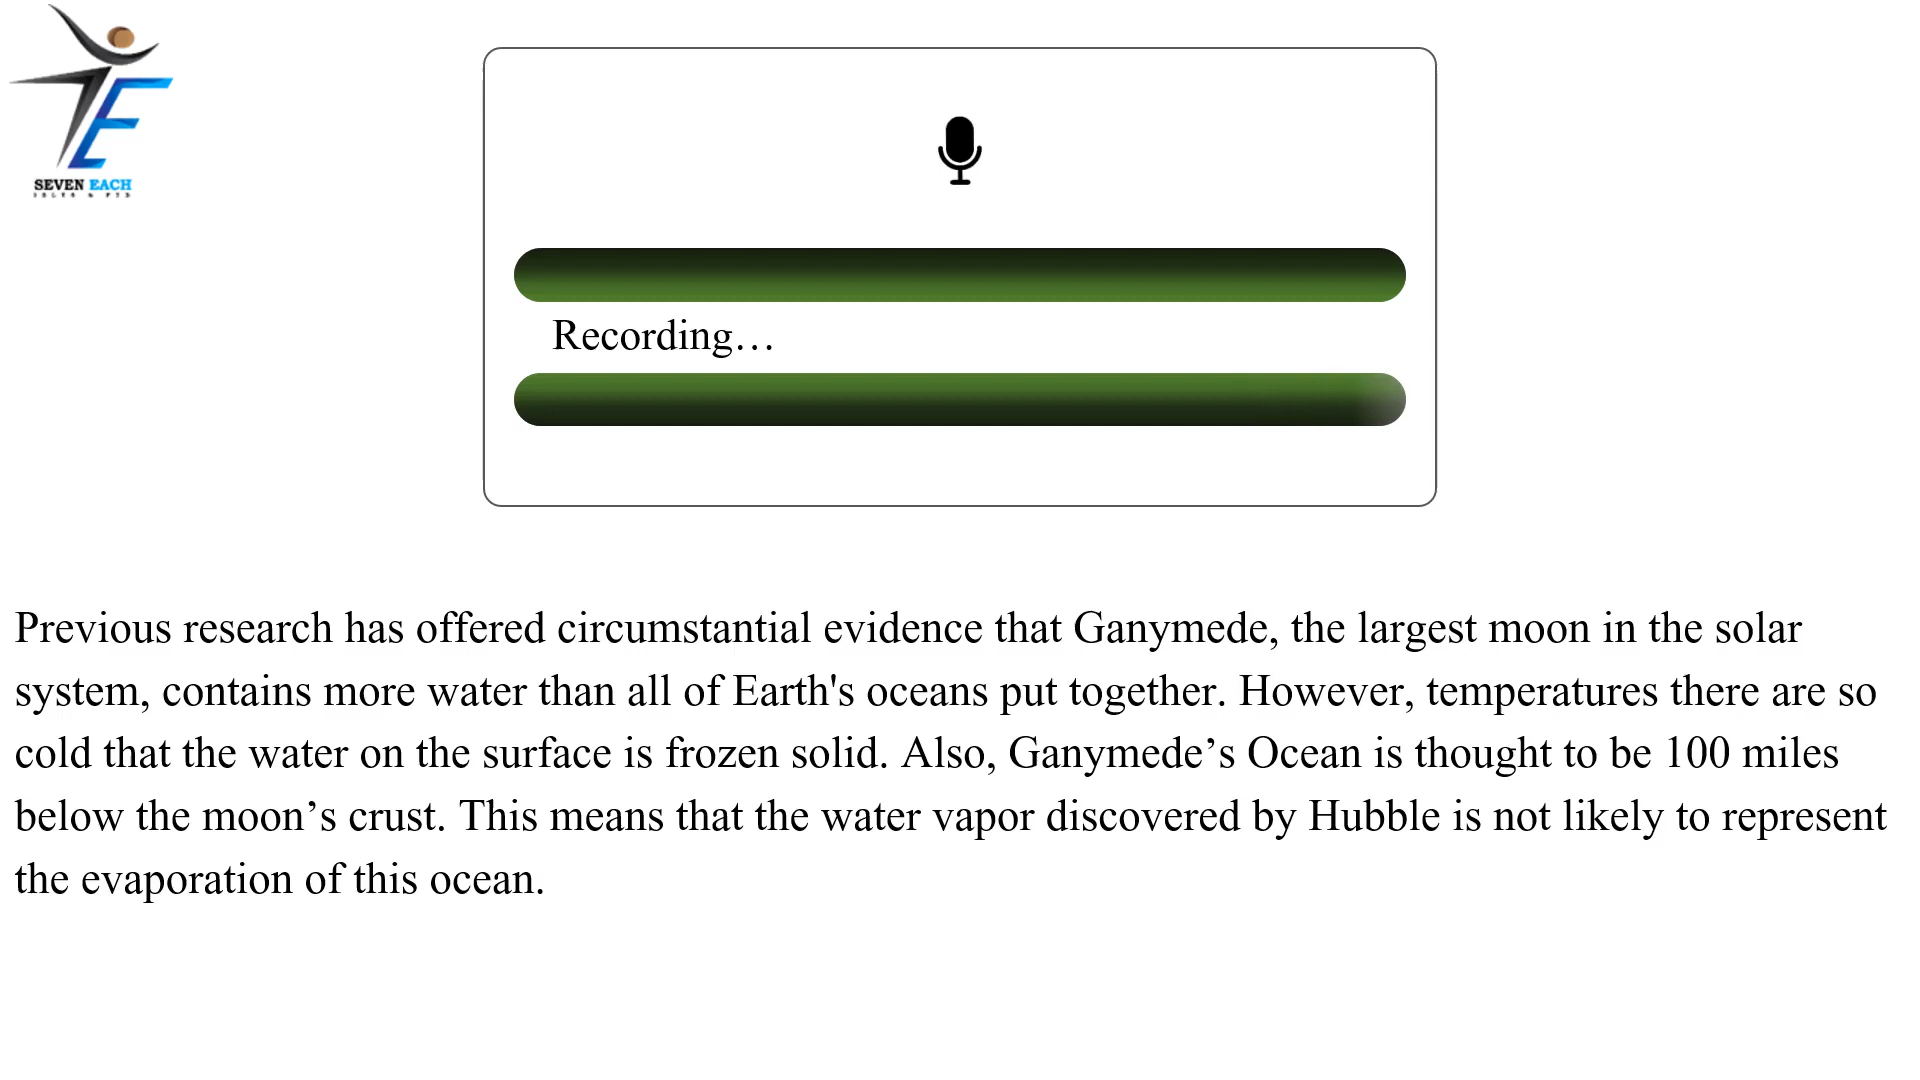 SEVEN EACH
IELTS & PTE
Recording…
Previous research has offered circumstantial evidence that Ganymede, the largest moon in the solar
system, contains more water than all of Earth's oceans put together. However, temperatures there are so
cold that the water on the surface is frozen solid. Also, Ganymede’s Ocean is thought to be 100 miles
below the moon’s crust. This means that the water vapor discovered by Hubble is not likely to represent
the evaporation of this ocean.